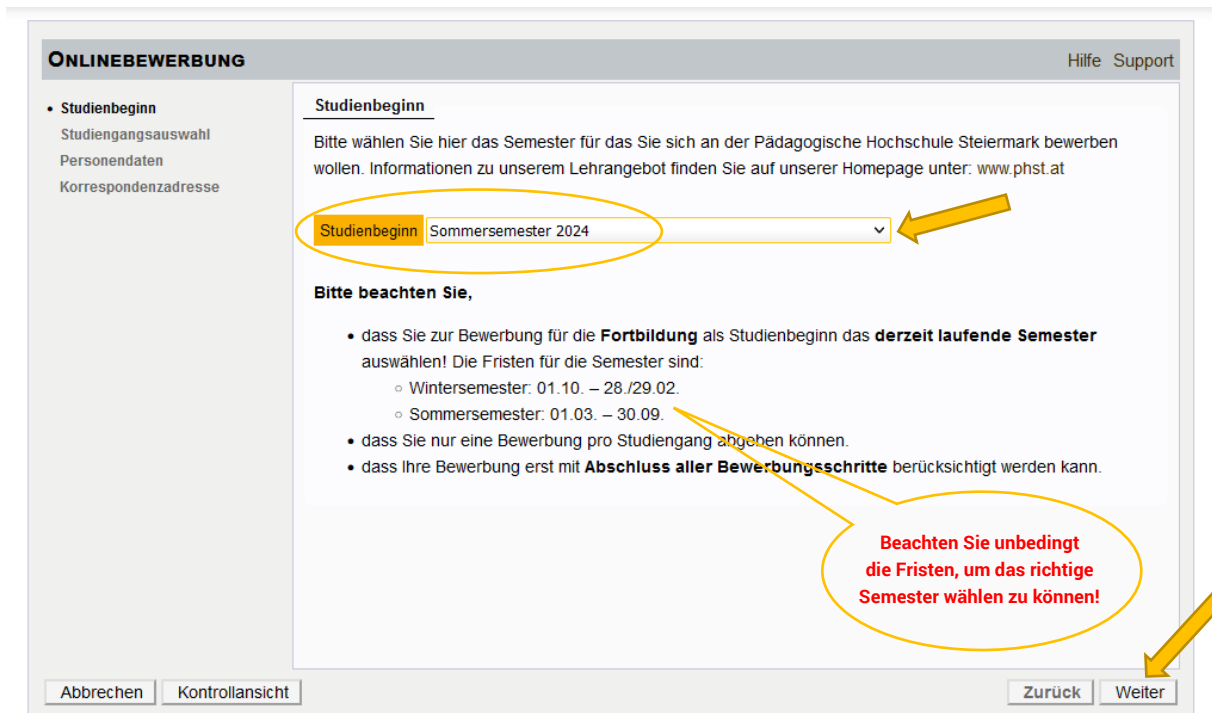 ONLINEBEWERBUNG
Hilfe Support
• Studienbeginn
Studiengangsauswahl
Personendaten
Korrespondenzadresse
Studienbeginn
Bitte wählen Sie hier das Semester für das Sie sich an der Pädagogische Hochschule Steiermark bewerben
wollen. Informationen zu unserem Lehrangebot finden Sie auf unserer Homepage unter: www.phst.at
Studienbeginn Sommersemester 2024
Bitte beachten Sie,
• dass Sie zur Bewerbung für die Fortbildung als Studienbeginn das derzeit laufende Semester
auswählen! Die Fristen für die Semester sind:
○ Wintersemester: 01.10. – 28./29.02.
○ Sommersemester: 01.03. – 30.09.
• dass Sie nur eine Bewerbung pro Studiengang abgeben können.
• dass Ihre Bewerbung erst mit Abschluss aller Bewerbungsschritte berücksichtigt werden kann.
Beachten Sie unbedingt
die Fristen, um das richtige
Semester wählen zu können!
Abbrechen Kontrollansicht
Zurück Weiter